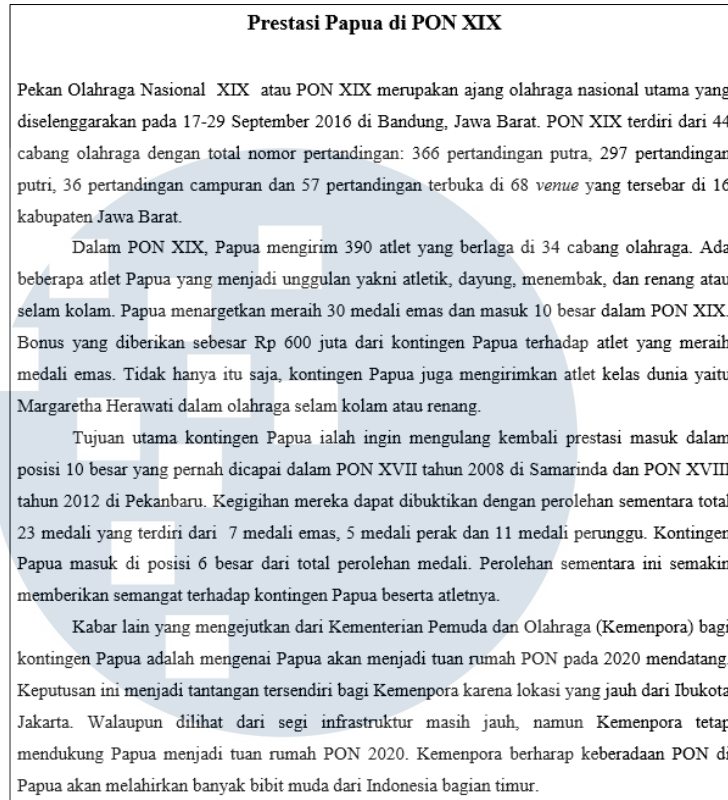 Prestasi Papua di PON XIX
Pekan Olahraga Nasional XIX atau PON XIX merupakan ajang olahraga nasional utama yang
diselenggarakan pada 17-29 September 2016 di Bandung, Jawa Barat. PON XIX terdiri dari 44
cabang olahraga dengan total nomor pertandingan: 366 pertandingan putra, 297 pertandingan
putri, 36 pertandingan campuran dan 57 pertandingan terbuka di 68 venue yang tersebar di 16
kabupaten Jawa Barat.
Dalam PON XIX, Papua mengirim 390 atlet yang berlaga di 34 cabang olahraga. Ada
beberapa atlet Papua yang menjadi unggulan yakni atletik, dayung, menembak, dan renang atau
selam kolam. Papua menargetkan meraih 30 medali emas dan masuk 10 besar dalam PON XIX.
Bonus yang diberikan sebesar Rp 600 juta dari kontingen Papua terhadap atlet yang meraih
medali emas. Tidak hanya itu saja, kontingen Papua juga mengirimkan atlet kelas dunia yaitu
Margaretha Herawati dalam olahraga selam kolam atau renang.
Tujuan utama kontingen Papua ialah ingin mengulang kembali prestasi masuk dalam
posisi 10 besar yang pernah dicapai dalam PON XVII tahun 2008 di Samarinda dan PON XVIII
tahun 2012 di Pekanbaru. Kegigihan mereka dapat dibuktikan dengan perolehan sementara total
23 medali yang terdiri dari 7 medali emas, 5 medali perak dan 11 medali perunggu. Kontingen
Papua masuk di posisi 6 besar dari total perolehan medali. Perolehan sementara ini semakin
memberikan semangat terhadap kontingen Papua beserta atletnya.
Kabar lain yang mengejutkan dari Kementerian Pemuda dan Olahraga (Kemenpora) bagi
kontingen Papua adalah mengenai Papua akan menjadi tuan rumah PON pada 2020 mendatang.
Keputusan ini menjadi tantangan tersendiri bagi Kemenpora karena lokasi yang jauh dari Ibukota
Jakarta. Walaupun dilihat dari segi infrastruktur masih jauh, namun Kemenpora tetap
mendukung Papua menjadi tuan rumah PON 2020. Kemenpora berharap keberadaan PON di
Papua akan melahirkan banyak bibit muda dari Indonesia bagian timur.